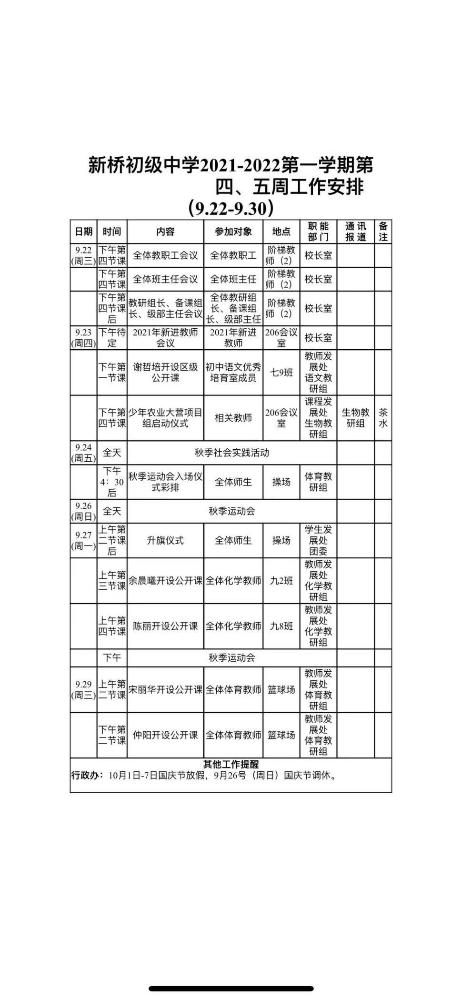 新桥初级中学2021-2022第一学期第
四、五周工作安排
（9.22-9.30）
日期 时间 内容 参加对象 地点 职能部门 通讯报道 备注
9.22(周三) 下午第四节课 全体教职工会议 全体教职工 阶梯教师（2） 校长室
下午第四节课 全体班主任会议 全体班主任 阶梯教师（2） 校长室
下午第四节课后 教研组长、备课组长、级部主任会议 全体教研组长、备课组长、级部主任 阶梯教师（2） 校长室
9.23(周四) 下午待定 2021年新进教师会议 2021年新进教师 206会议室 校长室
下午第一节课 谢哲培开设区级公开课 初中语文优秀培育室成员 七9班 教师发展处语文教研组
下午第四节课 少年农业大营项目组启动仪式 相关教师 206会议室 课程发展处生物教研组 生物教研组 茶水
9.24(周五) 全天 秋季社会实践活动
下午4：30后 秋季运动会入场仪式彩排 全体师生 操场 体育教研组
9.26(周日) 全天 秋季运动会
9.27(周一) 上午第二节课后 升旗仪式 全体师生 操场 学生发展处团委
上午第三节课 余晨曦开设公开课 全体化学教师 九2班 教师发展处化学教研组
上午第四节课 陈丽开设公开课 全体化学教师 九8班 教师发展处化学教研组
下午 秋季运动会
9.29(周三) 上午第二节课 宋丽华开设公开课 全体体育教师 篮球场 教师发展处体育教研组
下午第二节课 仲阳开设公开课 全体体育教师 篮球场 教师发展处体育教研组
其他工作提醒
行政办：10月1日-7日国庆节放假，9月26号（周日）国庆节调休。